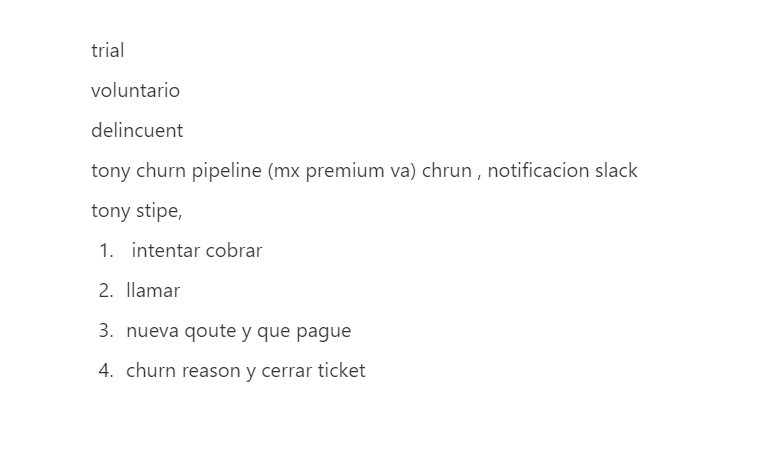 trial
voluntario
delincuent
tony churn pipeline (mx premium va) chrun , notificacion slack
tony stipe,
1. intentar cobrar
2. llamar
3. nueva qoute y que pague
4. churn reason y cerrar ticket